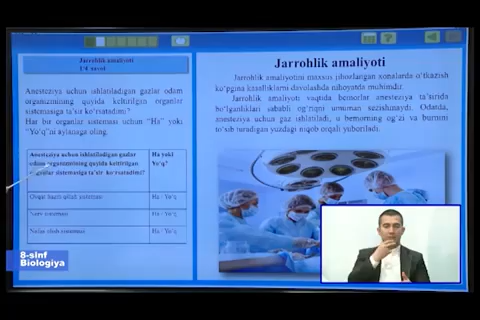 Jarrohlik amaliyoti
1/4 savol
Anesteziya uchun ishlatiladigan gazlar odam
organizmining quyida keltirilgan organlar
sistemasiga ta'sir ko'rsatadimi?
Har bir organlar sistemasi uchun "Ha" yoki
"Yo'q"ni aylanaga oling.
Anesteziya uchun ishlatiladigan gazlar
odam organizmining quyida keltirilgan
organlar sistemasiga ta'sir ko'rsatadimi?
Ha yoki
Yo'q?
Ovqat hazm qilish sistemasi
Ha / Yo'q
Nerv sistemasi
Ha / Yo'q
Nafas olish sistemasi
Ha / Yo'q
8-sinf
Biologiya
Jarrohlik amaliyoti
Jarrohlik amaliyotini maxsus jihozlangan xonalarda o'tkazish
ko'pgina kasalliklarni davolashda nihoyatda muhimdir.
Jarrohlik amaliyoti vaqtida bemorlar anesteziya ta'sirida
bo'lganliklari sababli og'riqni umuman sezishmaydi. Odatda,
anesteziya uchun gaz ishlatiladi, u bemorning og'zi va burnini
to'sib turadigan yuzdagi niqob orqali yuboriladi.